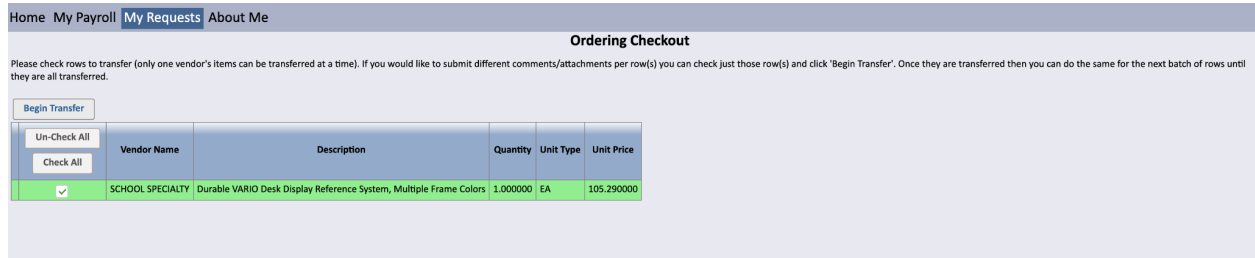 Home My Payroll My Requests About Me
Ordering Checkout
Please check rows to transfer (only one vendor's items can be transferred at a time). If you would like to submit different comments/attachments per row(s) you can check just those row(s) and click 'Begin Transfer'. Once they are transferred then you can do the same for the next batch of rows until
they are all transferred.
Begin Transfer
Un-Check All
Check All
Vendor Name Description Quantity Unit Type Unit Price
SCHOOL SPECIALTY Durable VARIO Desk Display Reference System, Multiple Frame Colors 1.000000 EA 105.290000